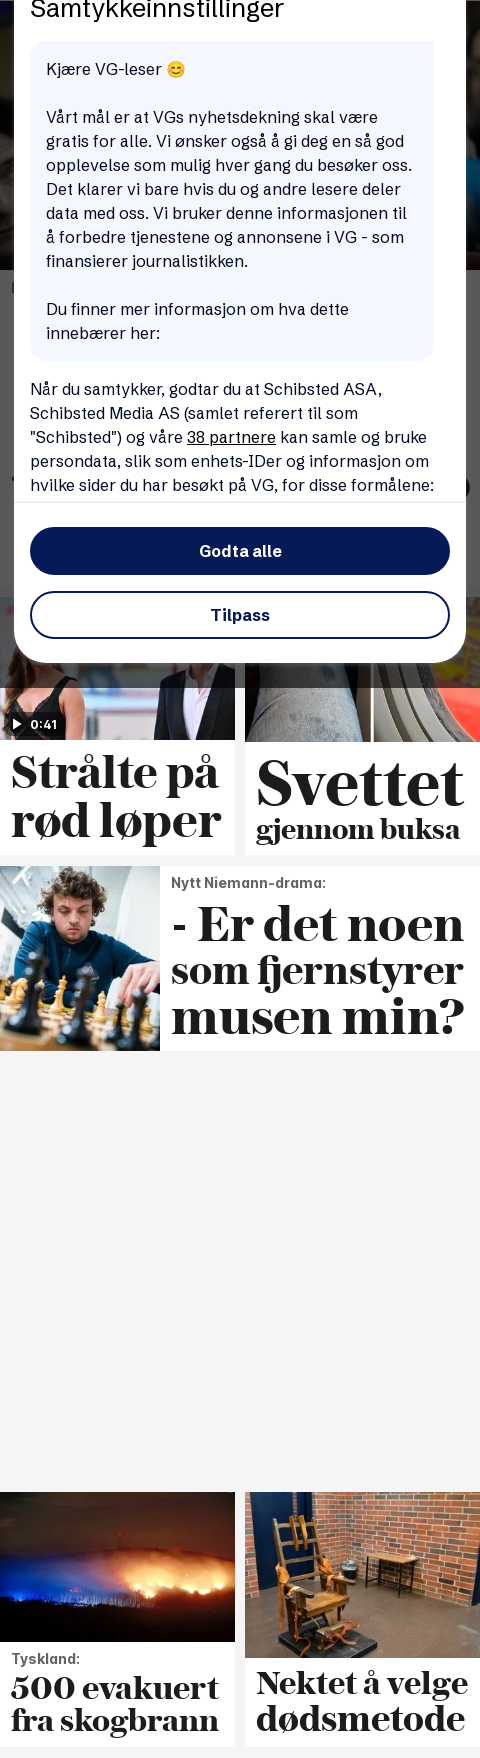 Samtykkeinnstillinger
Kjære VG-leser 😊
Vårt mål er at VGs nyhetsdekning skal være
gratis for alle. Vi ønsker også å gi deg en så god
opplevelse som mulig hver gang du besøker oss.
Det klarer vi bare hvis du og andre lesere deler
data med oss. Vi bruker denne informasjonen til
å forbedre tjenestene og annonsene i VG - som
finansierer journalistikken.
Du finner mer informasjon om hva dette
innebærer her:
Når du samtykker, godtar du at Schibsted ASA,
Schibsted Media AS (samlet referert til som
"Schibsted") og våre 38 partnere kan samle og bruke
persondata, slik som enhets-IDer og informasjon om
hvilke sider du har besøkt på VG, for disse formålene:
Godta alle
Tilpass
0:41
Strålte på
rød løper
Svettet
gjennom buksa
Nytt Niemann-drama:
- Er det noen
som fjernstyrer
musen min?
Tyskland:
500 evakuert
fra skogbrann
Nektet å velge
dødsmetode